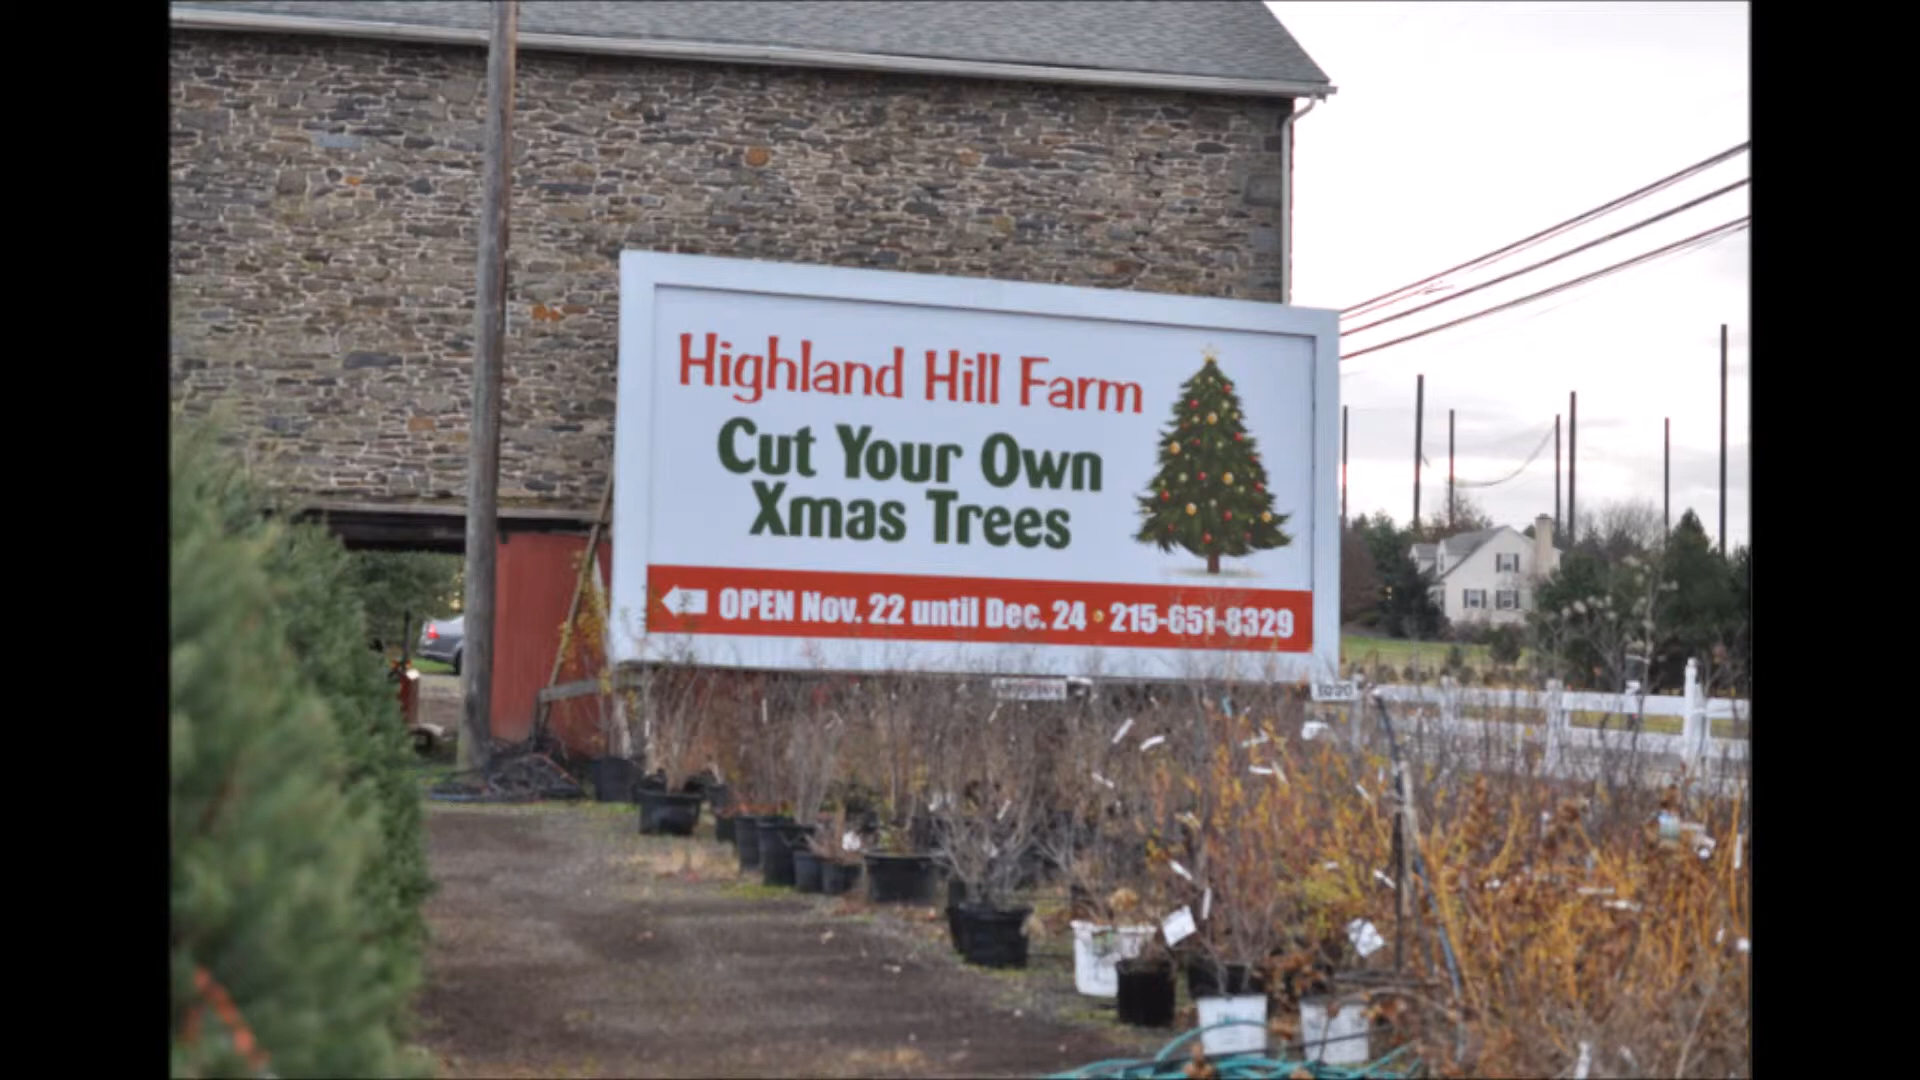 Highland Hill Farm
Cut Your Own
Xmas Trees
OPEN Nov. 22 until Dec. 24 • 215-651-8329